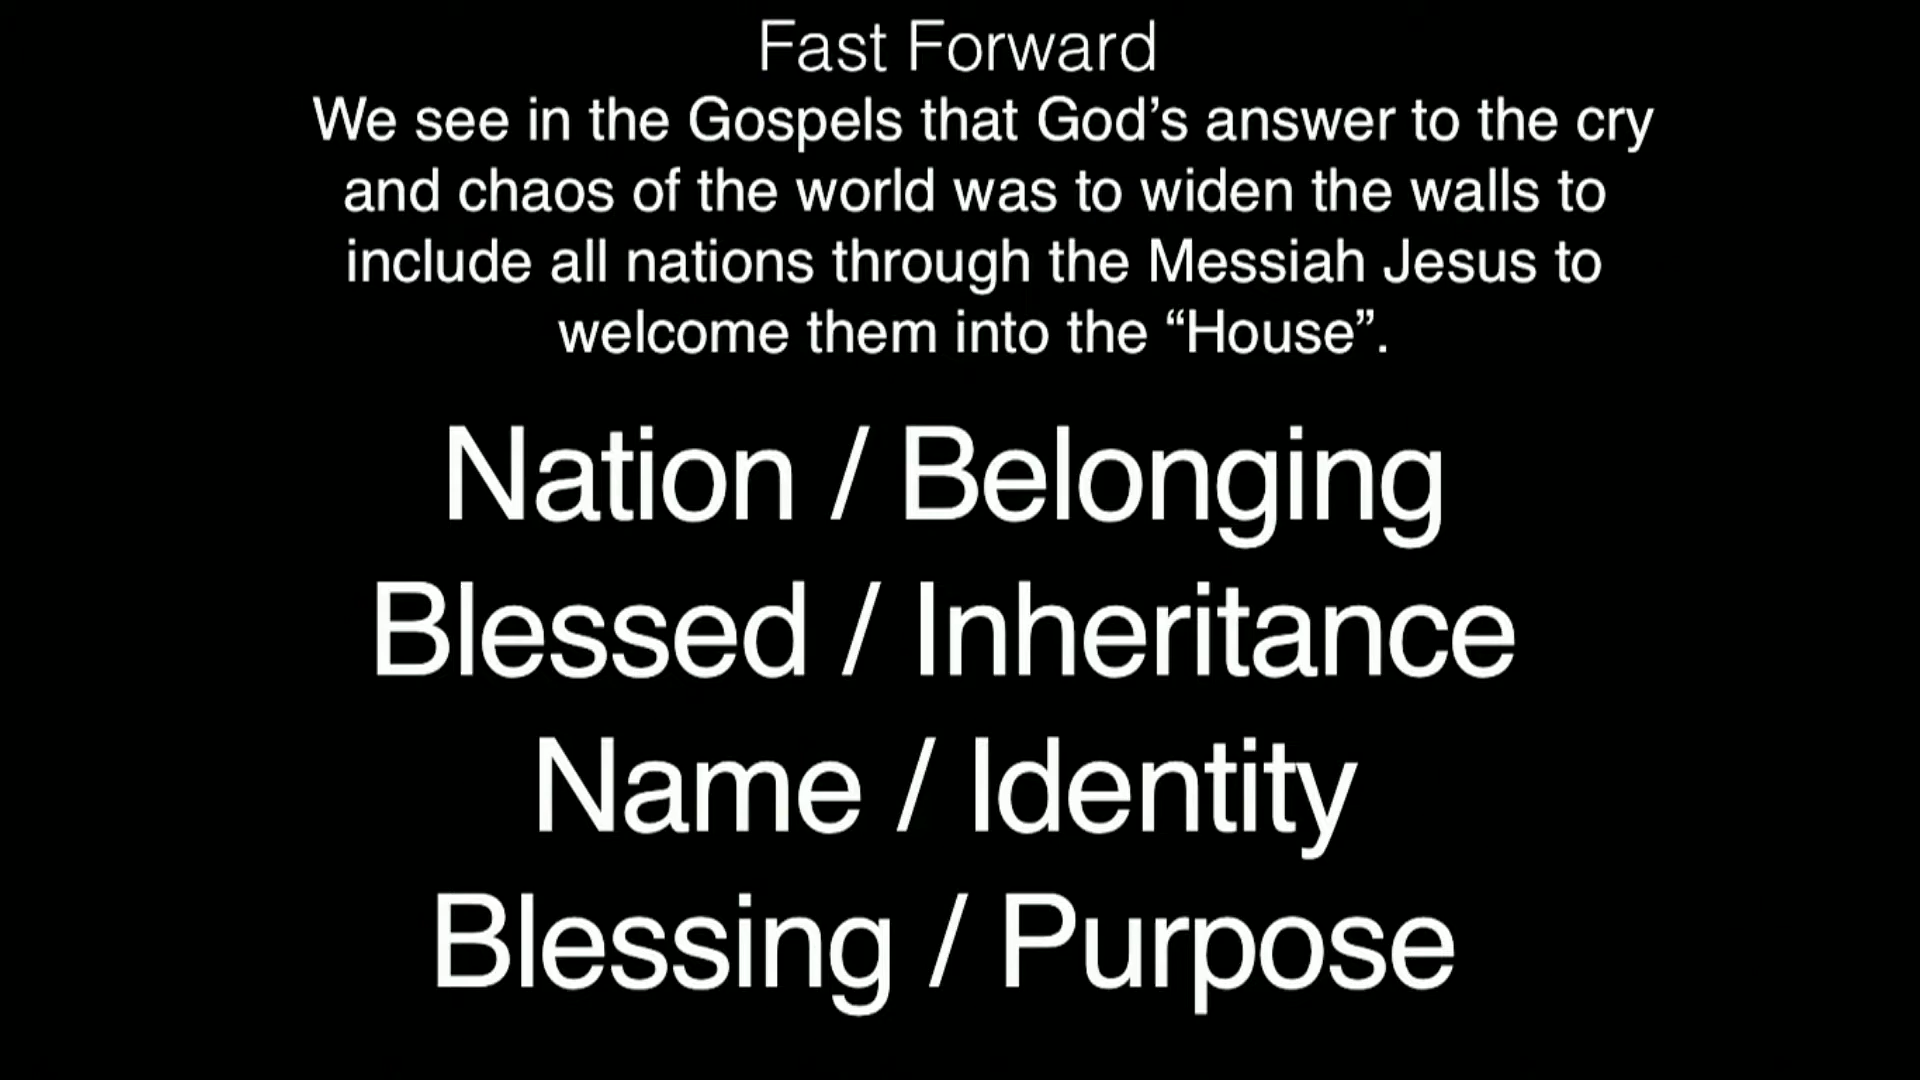 Fast Forward
We see in the Gospels that God’s answer to the cry
and chaos of the world was to widen the walls to
include all nations through the Messiah Jesus to
welcome them into the “House”.
Nation / Belonging
Blessed / Inheritance
Name / Identity
Blessing / Purpose